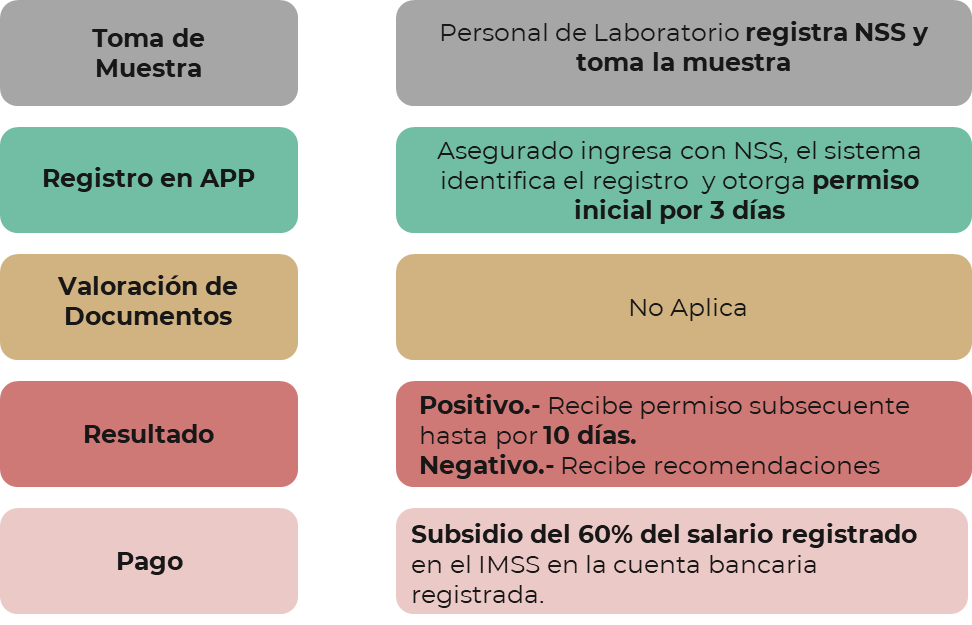 Toma de
Muestra
Personal de Laboratorio registra NSS y
toma la muestra
Registro en APP
Asegurado ingresa con NSS, el sistema
identifica el registro y otorga permiso
inicial por 3 días
Valoración de
Documentos
No Aplica
Resultado
Positivo.- Recibe permiso subsecuente
hasta por 10 días.
Negativo.- Recibe recomendaciones
Pago
Subsidio del 60% del salario registrado
en el IMSS en la cuenta bancaria
registrada.